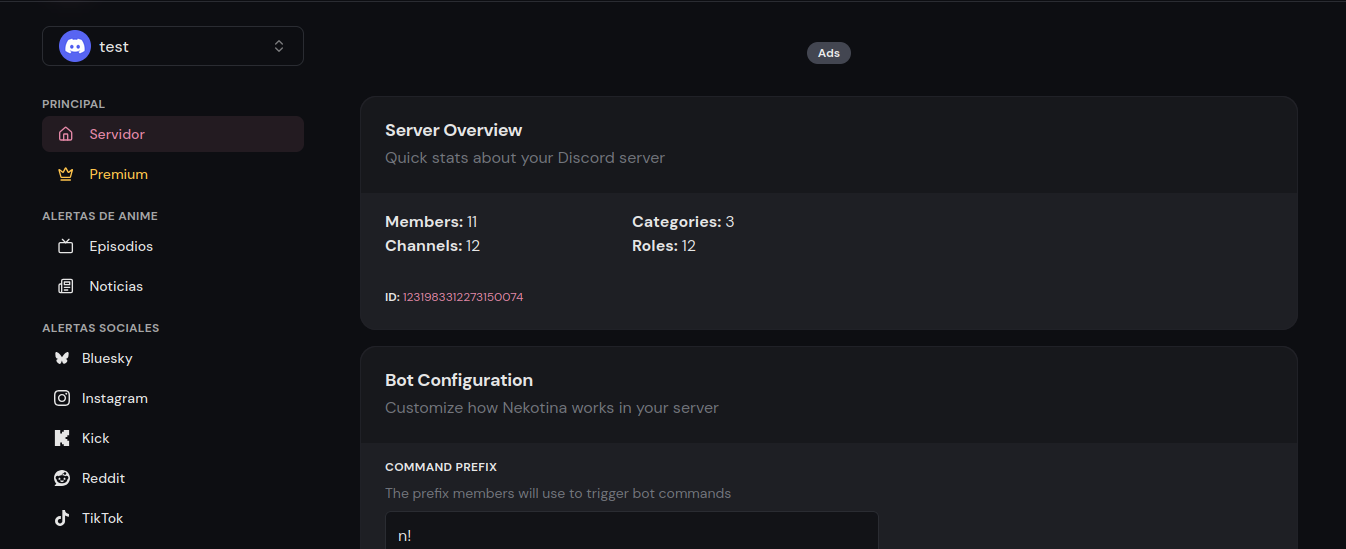 test
PRINCIPAL
Servidor
Premium
ALERTAS DE ANIME
Episodios
Noticias
ALERTAS SOCIALES
Bluesky
Instagram
Kick
Reddit
TikTok
Ads
Server Overview
Quick stats about your Discord server
Members: 11 Categories: 3
Channels: 12 Roles: 12
ID: 1231983312273150074
Bot Configuration
Customize how Nekotina works in your server
COMMAND PREFIX
The prefix members will use to trigger bot commands
n!